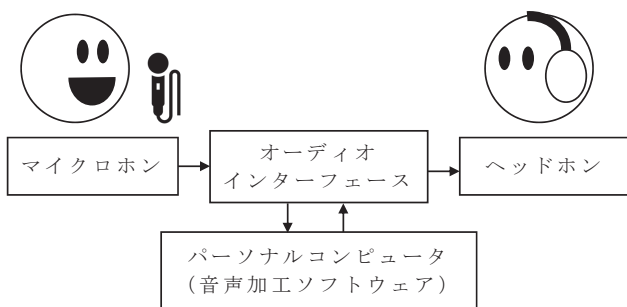 マイクロホン
オーディオ
インターフェース
ヘッドホン
パーソナルコンピュータ
(音声加工ソフトウェア)